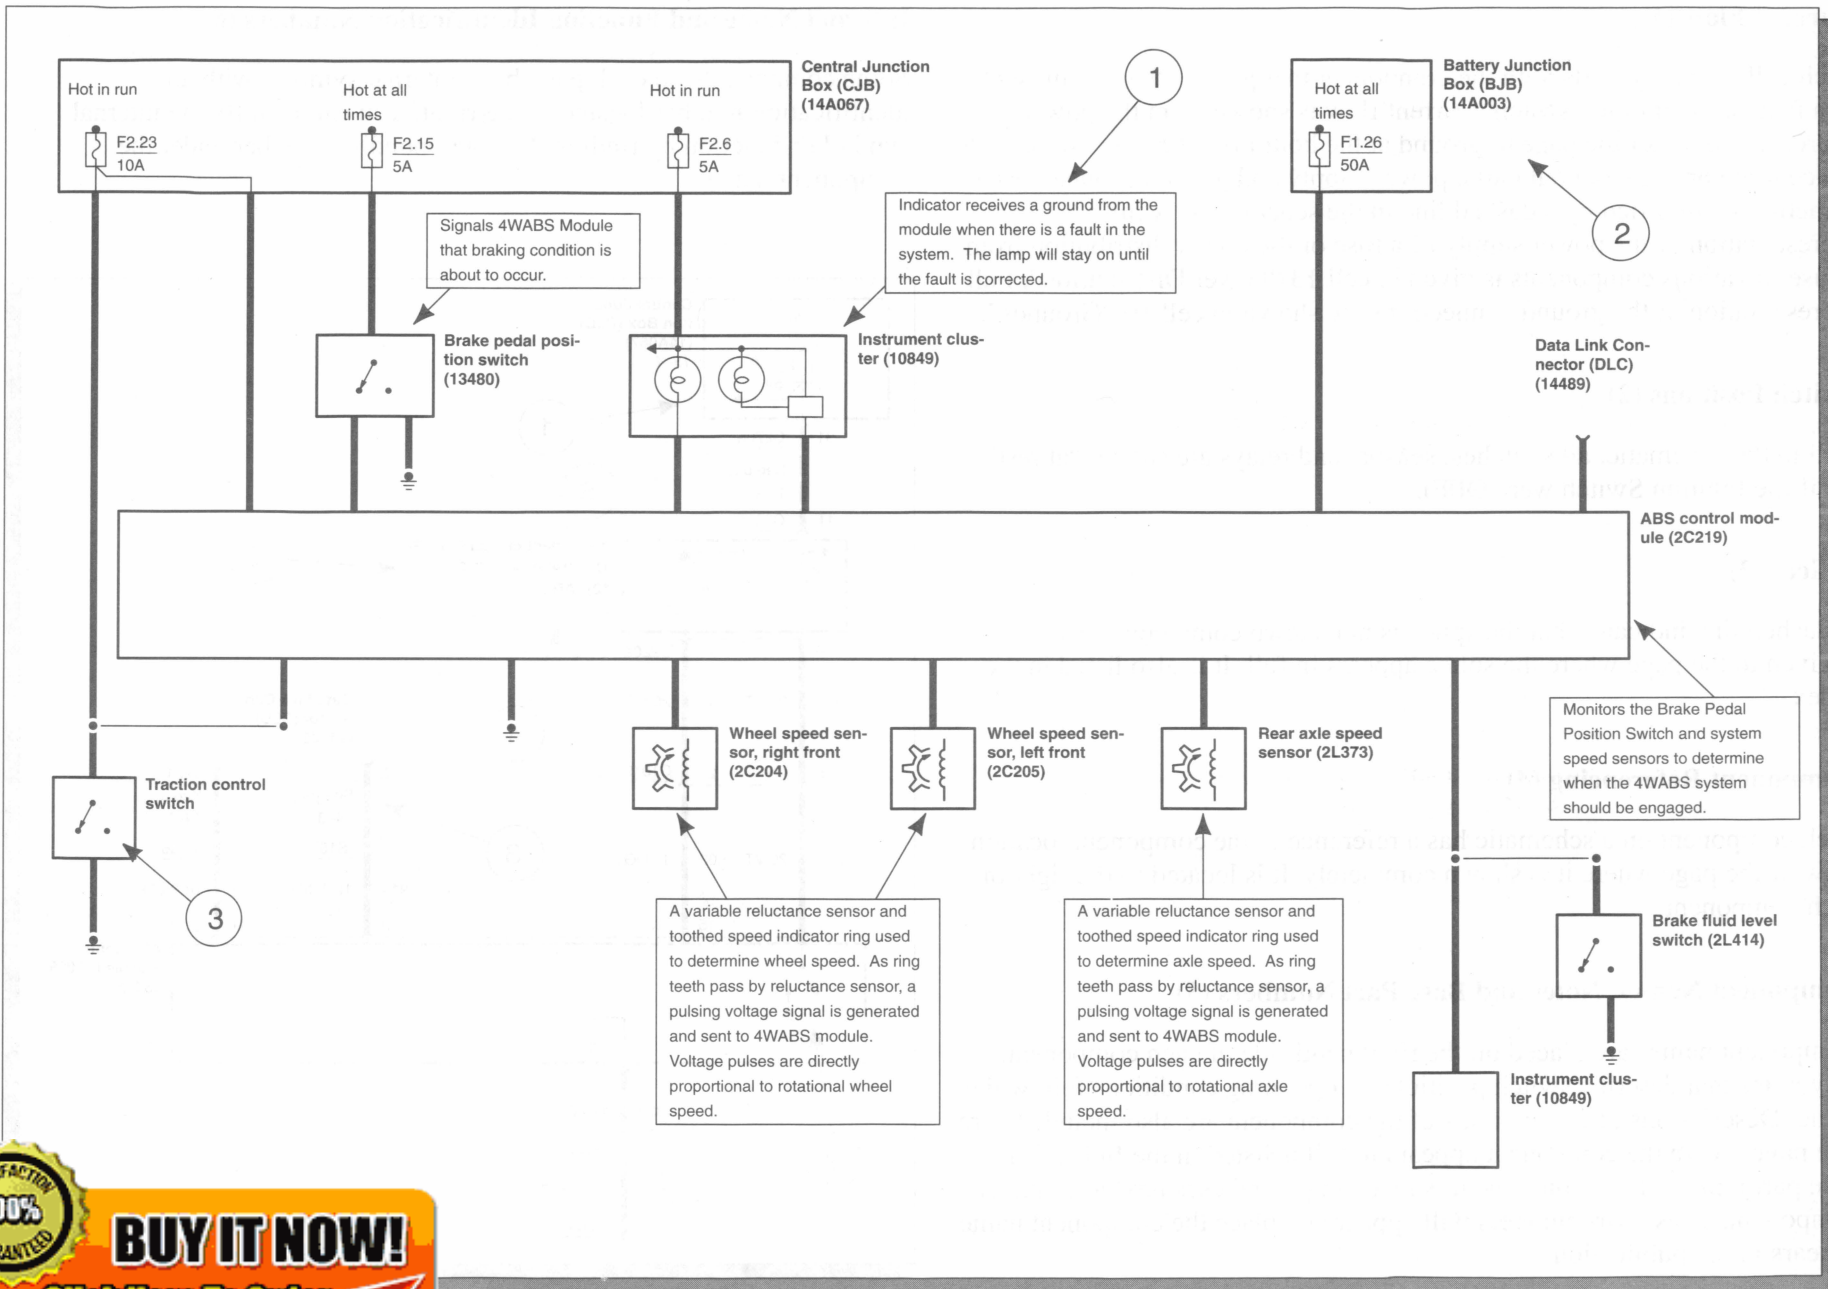 Central Junction
Box (CJB)
(14A067)
Hot in run
Hot at all
times
Hot in run
F2.23
10A
F2.15
5A
F2.6
5A
1
Battery Junction
Box (BJB)
(14A003)
Hot at all
times
F1.26
50A
2
Signals 4WABS Module
that braking condition is
about to occur.
Indicator receives a ground from the
module when there is a fault in the
system. The lamp will stay on until
the fault is corrected.
Brake pedal posi-
tion switch
(13480)
Instrument clus-
ter (10849)
Data Link Con-
nector (DLC)
(14489)
ABS control mod-
ule (2C219)
Monitors the Brake Pedal
Position Switch and system
speed sensors to determine
when the 4WABS system
should be engaged.
Traction control
switch
3
Wheel speed sen-
sor, right front
(2C204)
Wheel speed sen-
sor, left front
(2C205)
Rear axle speed
sensor (2L373)
A variable reluctance sensor and
toothed speed indicator ring used
to determine wheel speed. As ring
teeth pass by reluctance sensor, a
pulsing voltage signal is generated
and sent to 4WABS module.
Voltage pulses are directly
proportional to rotational wheel
speed.
A variable reluctance sensor and
toothed speed indicator ring used
to determine axle speed. As ring
teeth pass by reluctance sensor, a
pulsing voltage signal is generated
and sent to 4WABS module.
Voltage pulses are directly
proportional to rotational axle
speed.
Brake fluid level
switch (2L414)
Instrument clus-
ter (10849)
BUY IT NOW!